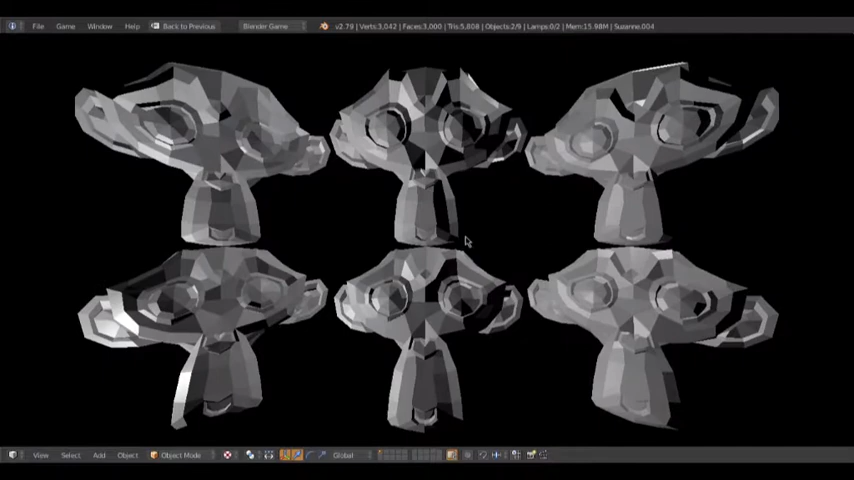 File Game Window Help Back to Previous Blender Game v2.79 | Verts:3,042 | Faces:3,000 | Tris:5,808 | Objects:2/9 | Lamps:0/2 | Mem:15.98M | Suzanne.004
View Select Add Object Object Mode Global